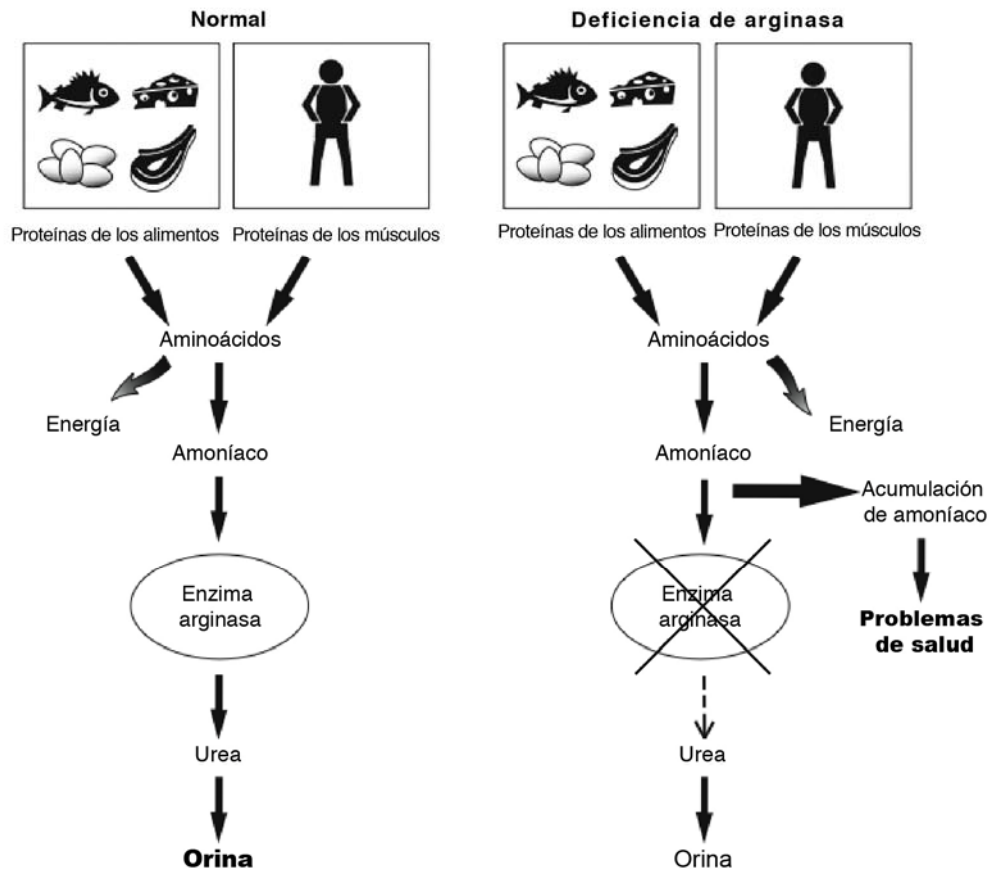 Normal
Proteínas de los alimentos
Proteínas de los músculos
Aminoácidos
Energía
Amoníaco
Enzima
arginasa
Urea
Orina
Deficiencia de arginasa
Proteínas de los alimentos
Proteínas de los músculos
Aminoácidos
Energía
Amoníaco
Acumulación
de amoníaco
Enzima
arginasa
Problemas
de salud
Urea
Orina